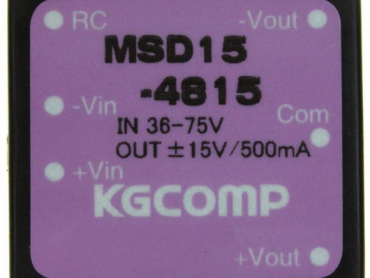 RC
-Vout
MSD15
-4815
-Vin
Com
IN 36-75V
OUT ±15V/500mA
+Vin
KGCOMP
+Vout